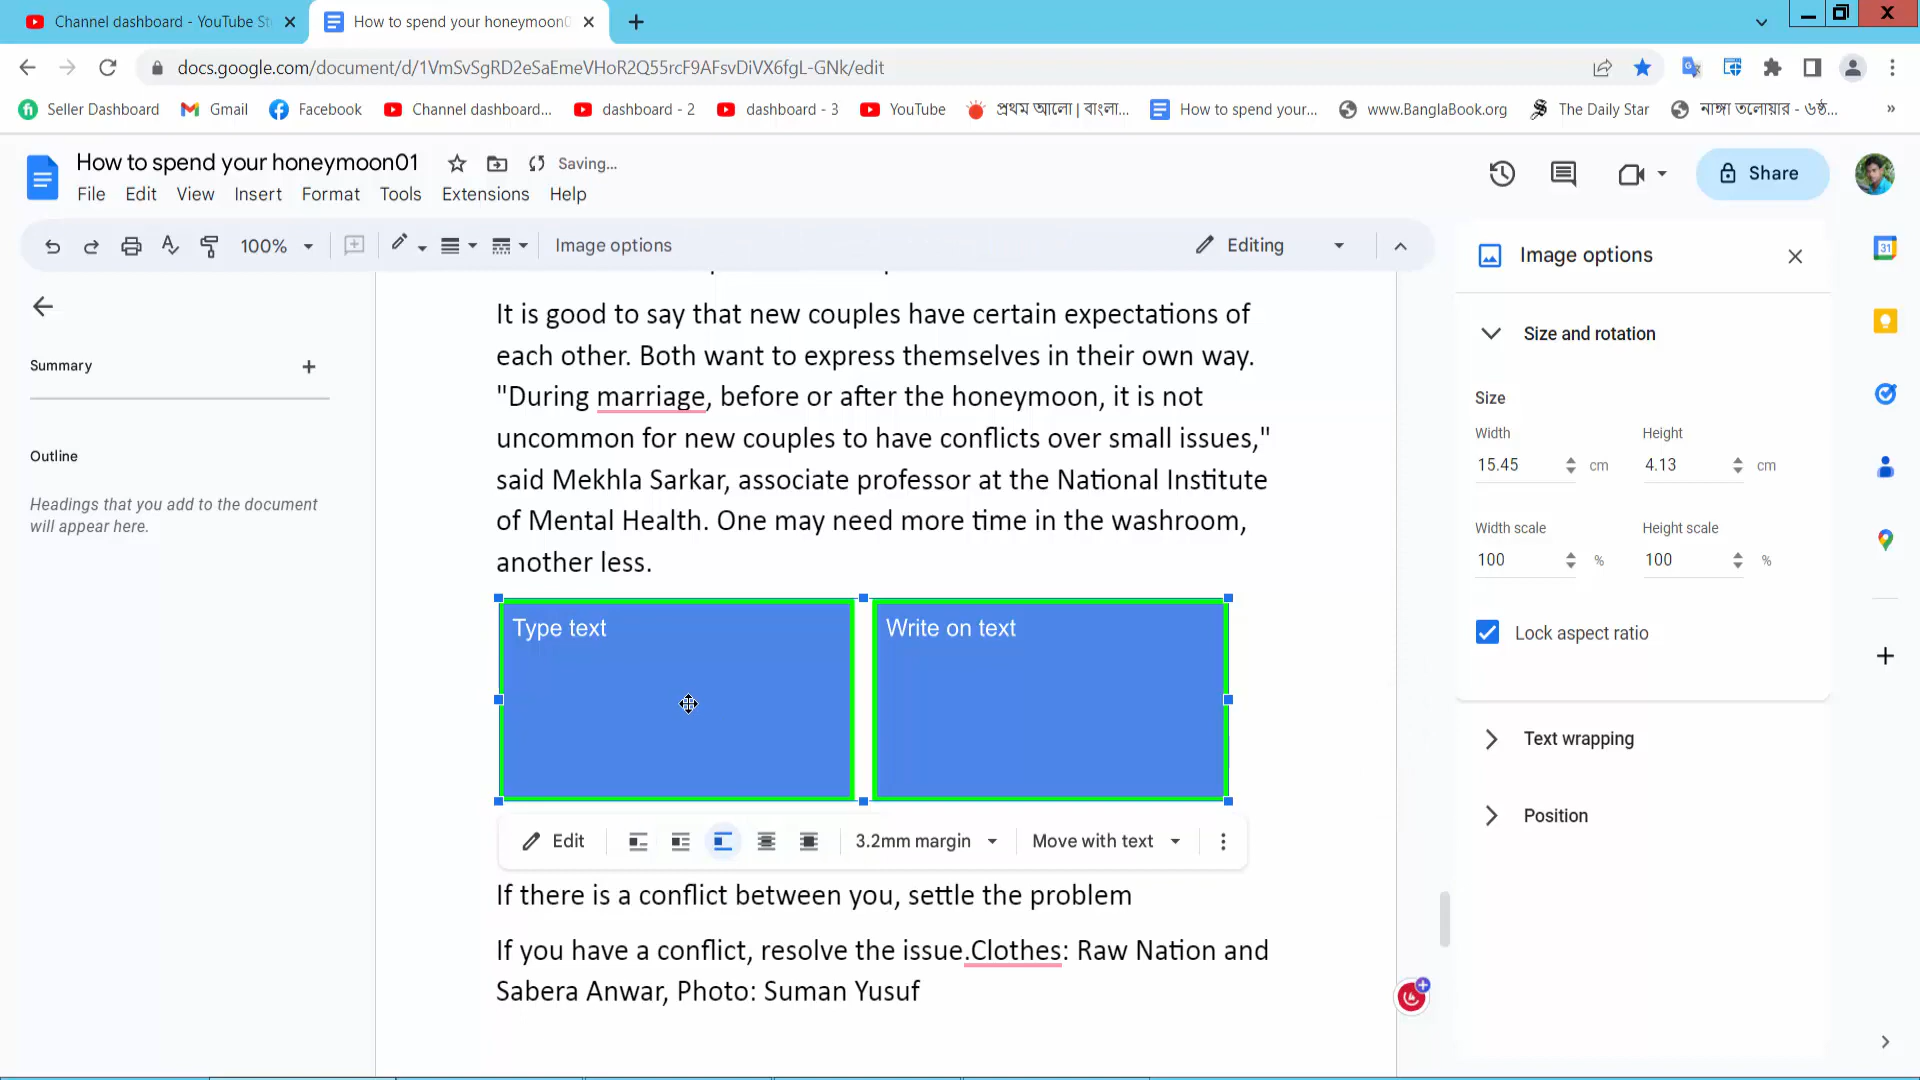 Channel dashboard - YouTube St
How to spend your honeymoon0
docs.google.com/document/d/1VmSvSgRD2eSaEmeVHoR2Q55rcF9AFsvDiVX6fgL-GNk/edit
Seller Dashboard
Gmail
Facebook
Channel dashboard...
dashboard - 2
dashboard - 3
YouTube
প্রথম আলো | বাংলা...
How to spend your...
www.BanglaBook.org
The Daily Star
নাঙ্গা তলোয়ার - ৬ষ্ঠ...
»
How to spend your honeymoon01
Saving...
File Edit View Insert Format Tools Extensions Help
Share
100%
Image options
Editing
Image options
31
Summary
Outline
Headings that you add to the document
will appear here.
It is good to say that new couples have certain expectations of
each other. Both want to express themselves in their own way.
"During marriage, before or after the honeymoon, it is not
uncommon for new couples to have conflicts over small issues,"
said Mekhla Sarkar, associate professor at the National Institute
of Mental Health. One may need more time in the washroom,
another less.
Type text
Write on text
Edit
3.2mm margin
Move with text
If there is a conflict between you, settle the problem
If you have a conflict, resolve the issue.Clothes: Raw Nation and
Sabera Anwar, Photo: Suman Yusuf
Size and rotation
Size
Width
Height
15.45 cm
4.13 cm
Width scale
Height scale
100 %
100 %
Lock aspect ratio
Text wrapping
Position